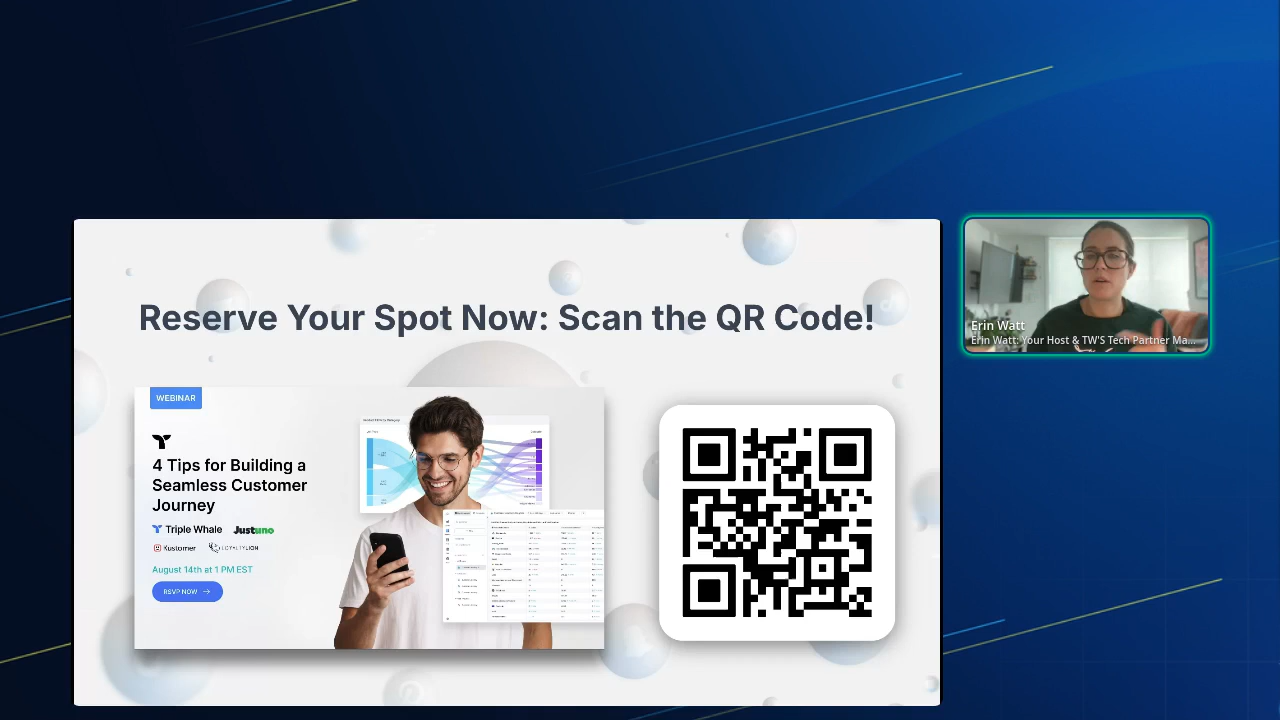 Reserve Your Spot Now: Scan the QR Code!
WEBINAR
4 Tips for Building a
Seamless Customer
Journey
Triple Whale Justuno
Kustomer LOYALTYLION
August 14th at 1 PM EST
RSVP NOW
Erin Watt
Erin Watt: Your Host & TW'S Tech Partner Ma...